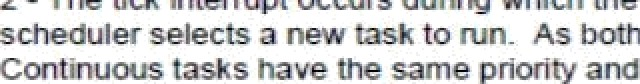 2 - The tick interrupt occurs during which the
scheduler selects a new task to run.  As both
Continuous tasks have the same priority and